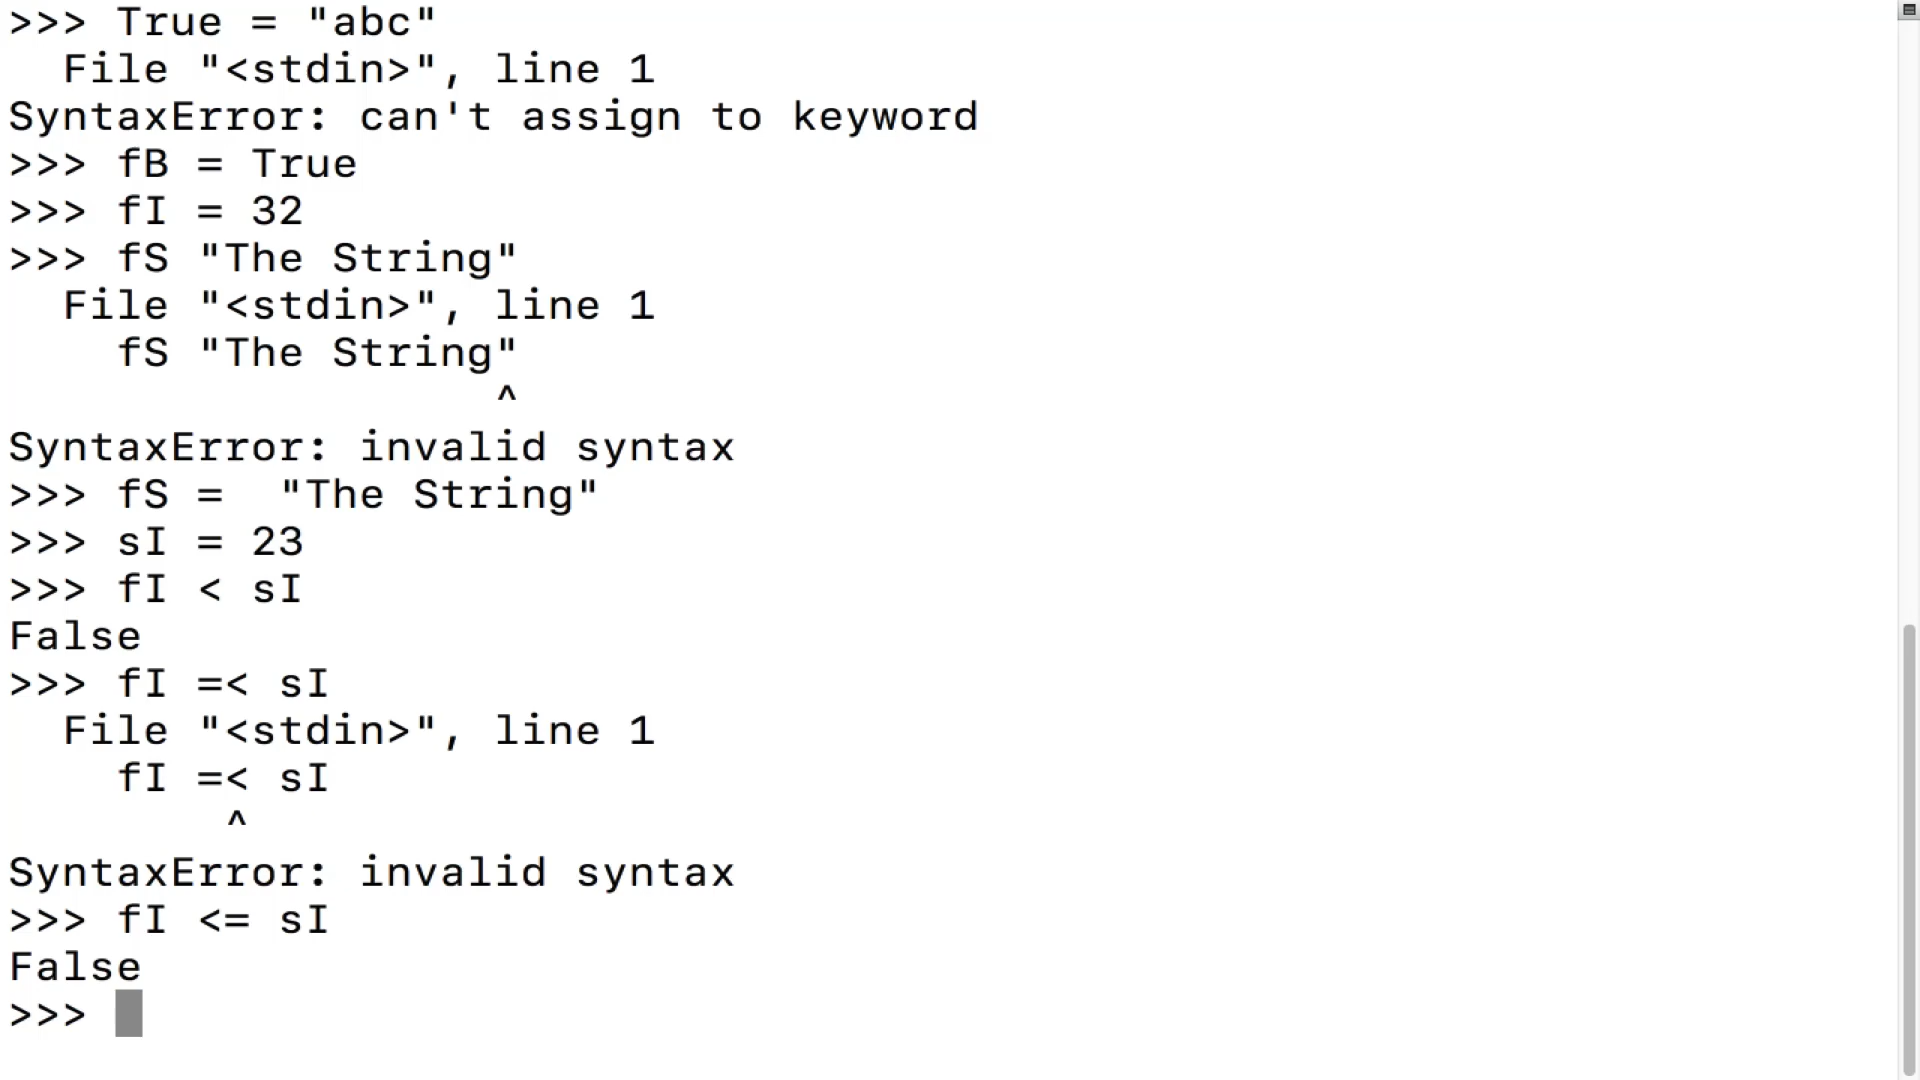 >>> True = "abc"
  File "<stdin>", line 1
SyntaxError: can't assign to keyword
>>> fB = True
>>> fI = 32
>>> fS "The String"
  File "<stdin>", line 1
    fS "The String"
                  ^
SyntaxError: invalid syntax
>>> fS =  "The String"
>>> sI = 23
>>> fI < sI
False
>>> fI =< sI
  File "<stdin>", line 1
    fI =< sI
        ^
SyntaxError: invalid syntax
>>> fI <= sI
False
>>>